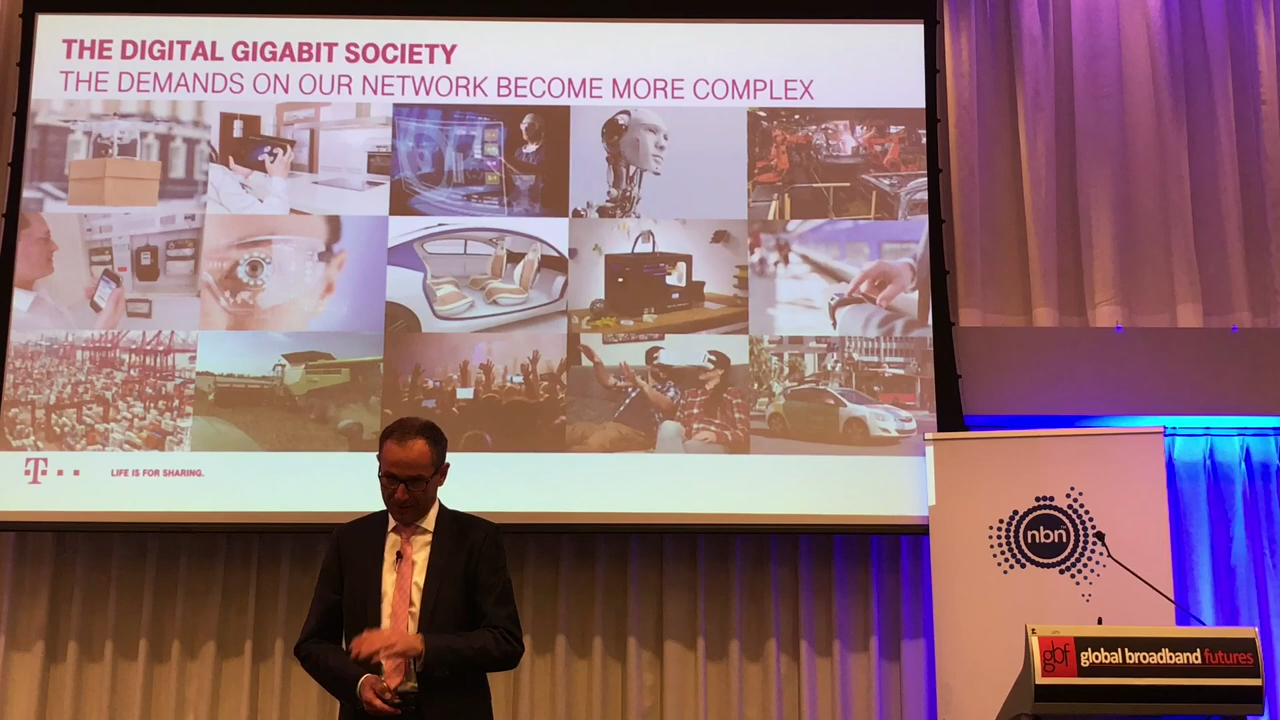 THE DIGITAL GIGABIT SOCIETY
THE DEMANDS ON OUR NETWORK BECOME MORE COMPLEX
T
LIFE IS FOR SHARING.
nbn
gbf global broadband futures